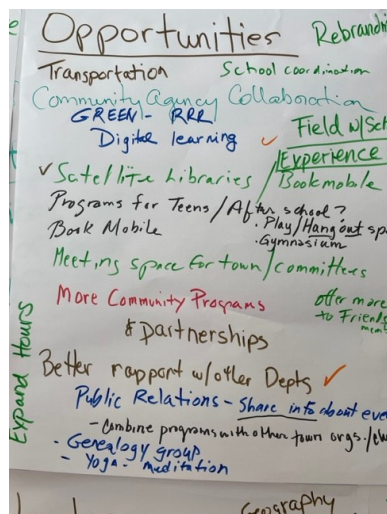 Opportunities
Rebrandin
Transportation
School coordination
Community agency Collaboration
GREEN - RRR
Digital learning
Field w/Sch
Experience
Satellite Libraries
Bookmobile
Programs for Teens/After school?
· Play/Hangout sp
Book Mobile
· Gymnasium
Meeting space for town/committees
More Community Programs
& partnerships
offer more
to Friends
Expand Hours
Better rapport w/other Depts
Public Relations - Share info about eve
- Combine programs with other town orgs./
- Genealogy group
- Yoga - meditation
Geography